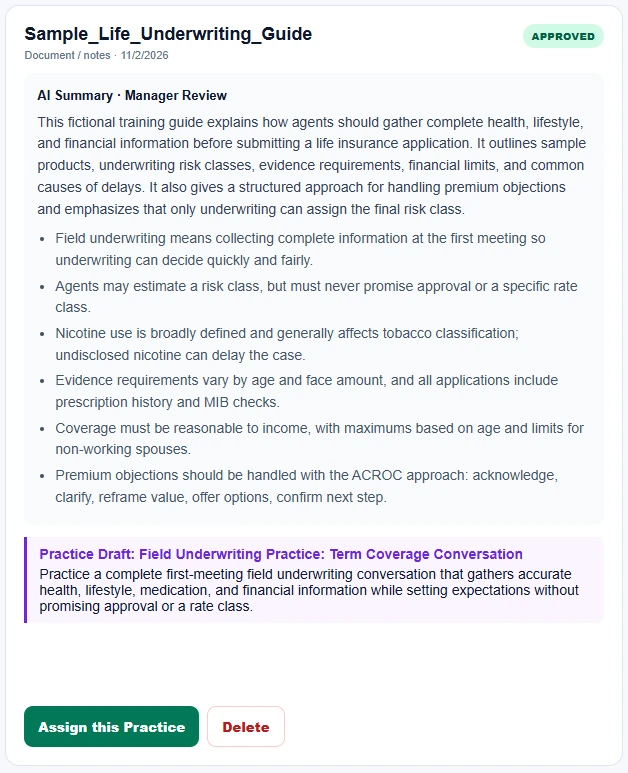 Sample_Life_Underwriting_Guide
APPROVED
Document / notes · 11/2/2026
AI Summary · Manager Review
This fictional training guide explains how agents should gather complete health, lifestyle,
and financial information before submitting a life insurance application. It outlines sample
products, underwriting risk classes, evidence requirements, financial limits, and common
causes of delays. It also gives a structured approach for handling premium objections
and emphasizes that only underwriting can assign the final risk class.
• Field underwriting means collecting complete information at the first meeting so
underwriting can decide quickly and fairly.
• Agents may estimate a risk class, but must never promise approval or a specific rate
class.
• Nicotine use is broadly defined and generally affects tobacco classification;
undisclosed nicotine can delay the case.
• Evidence requirements vary by age and face amount, and all applications include
prescription history and MIB checks.
• Coverage must be reasonable to income, with maximums based on age and limits for
non-working spouses.
• Premium objections should be handled with the ACROC approach: acknowledge,
clarify, reframe value, offer options, confirm next step.
Practice Draft: Field Underwriting Practice: Term Coverage Conversation
Practice a complete first-meeting field underwriting conversation that gathers accurate
health, lifestyle, medication, and financial information while setting expectations without
promising approval or a rate class.
Assign this Practice
Delete